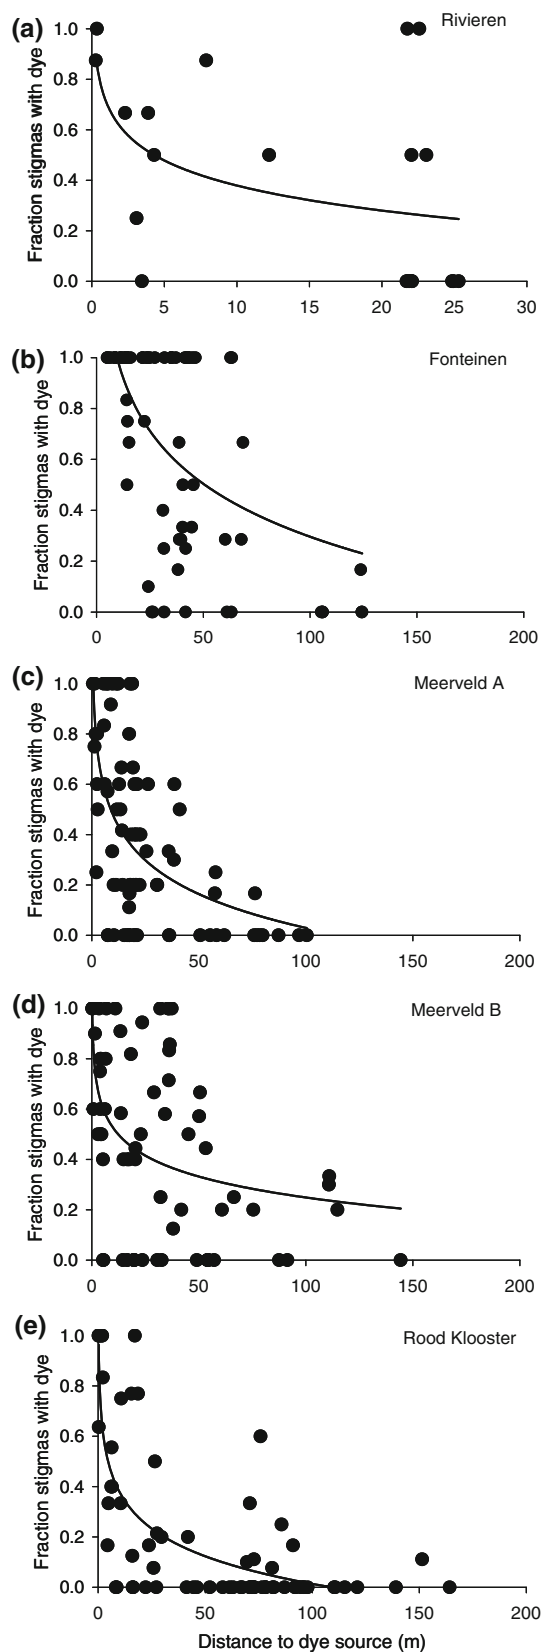 (a)
Rivieren
Fraction stigmas with dye
1.0
0.8
0.6
0.4
0.2
0.0
0 5 10 15 20 25 30
(b)
Fonteinen
Fraction stigmas with dye
1.0
0.8
0.6
0.4
0.2
0.0
0 50 100 150 200
(c)
Meerveld A
Fraction stigmas with dye
1.0
0.8
0.6
0.4
0.2
0.0
0 50 100 150 200
(d)
Meerveld B
Fraction stigmas with dye
1.0
0.8
0.6
0.4
0.2
0.0
0 50 100 150 200
(e)
Rood Klooster
Fraction stigmas with dye
1.0
0.8
0.6
0.4
0.2
0.0
0 50 100 150 200
Distance to dye source (m)